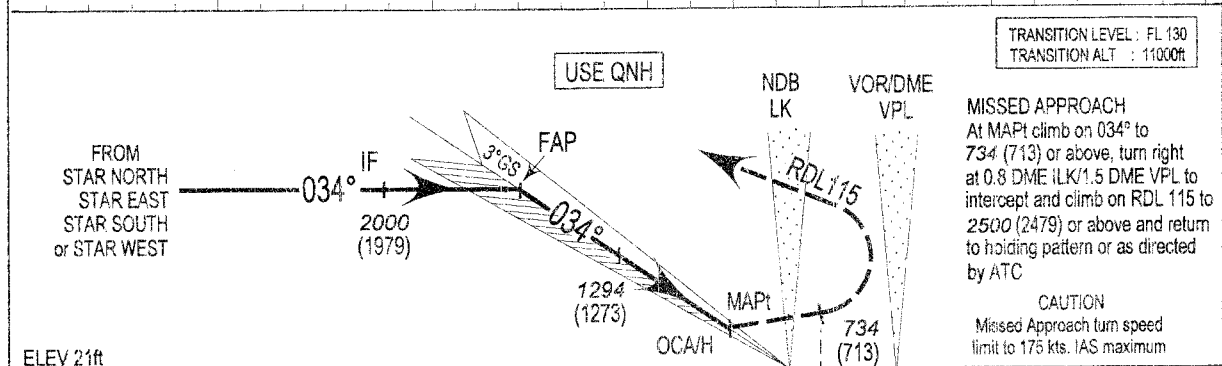 TRANSITION LEVEL : FL 130
TRANSITION ALT : 11000ft
USE QNH
NDB
LK
VOR/DME
VPL
MISSED APPROACH
At MAPt climb on 034° to
734 (713) or above, turn right
at 0.8 DME ILK/1.5 DME VPL to
intercept and climb on RDL 115 to
2500 (2479) or above and return
to holding pattern or as directed
by ATC
CAUTION
Missed Approach turn speed
limit to 175 kts. IAS maximum
FROM
STAR NORTH
STAR EAST
STAR SOUTH
or STAR WEST
034°
IF
2000
(1979)
3°GS
FAP
034°
1294
(1273)
MAPt
OCA/H
RDL115
734
(713)
ELEV 21ft